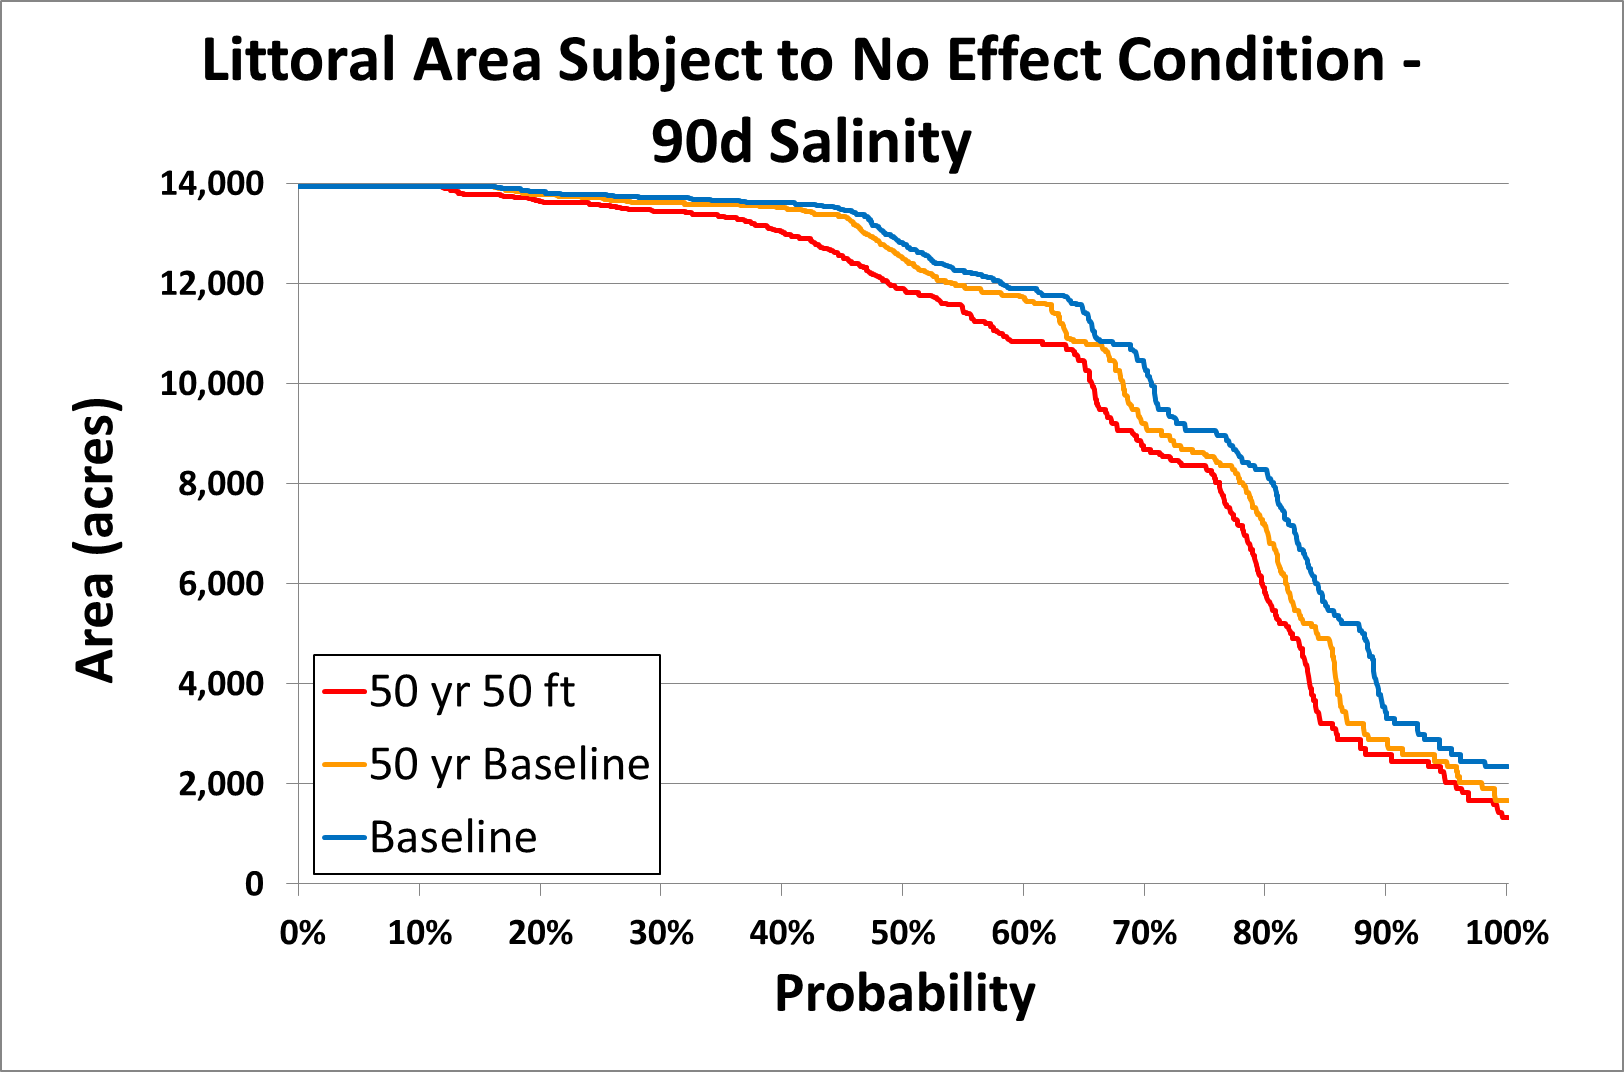 Littoral Area Subject to No Effect Condition -
90d Salinity
14,000
12,000
10,000
8,000
6,000
4,000
2,000
0
Area (acres)
50 yr 50 ft
50 yr Baseline
Baseline
0% 10% 20% 30% 40% 50% 60% 70% 80% 90% 100%
Probability